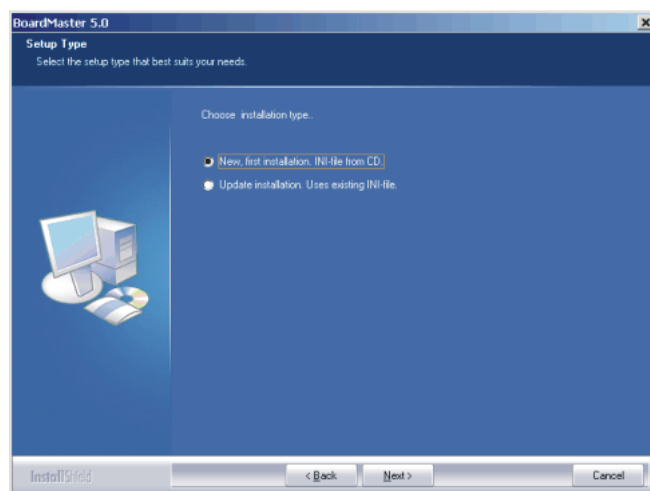 BoardMaster 5.0
Setup Type
Select the setup type that best suits your needs.
Choose installation type..
New, first installation. INI-file from CD.
Update installation. Uses existing INI-file.
InstallShield
< Back
Next >
Cancel